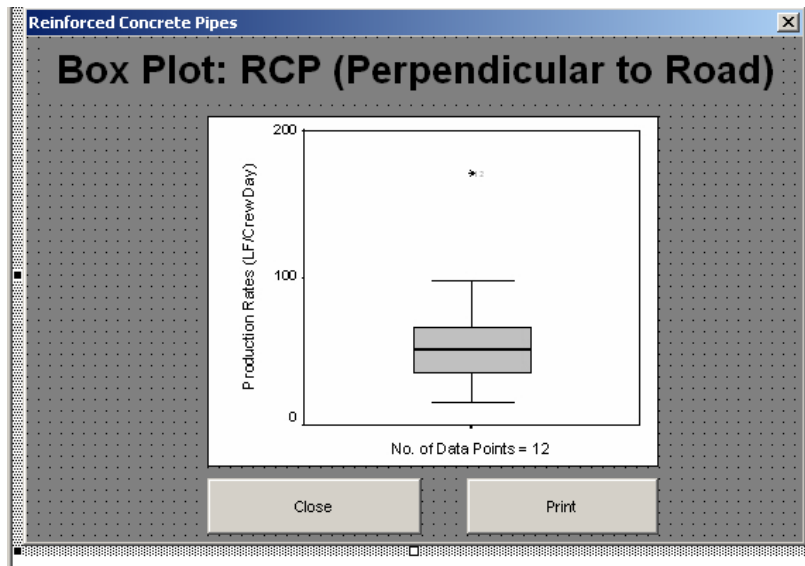 Reinforced Concrete Pipes
Box Plot: RCP (Perpendicular to Road)
200
100
0
Production Rates (LF/CrewDay)
No. of Data Points = 12
Close
Print